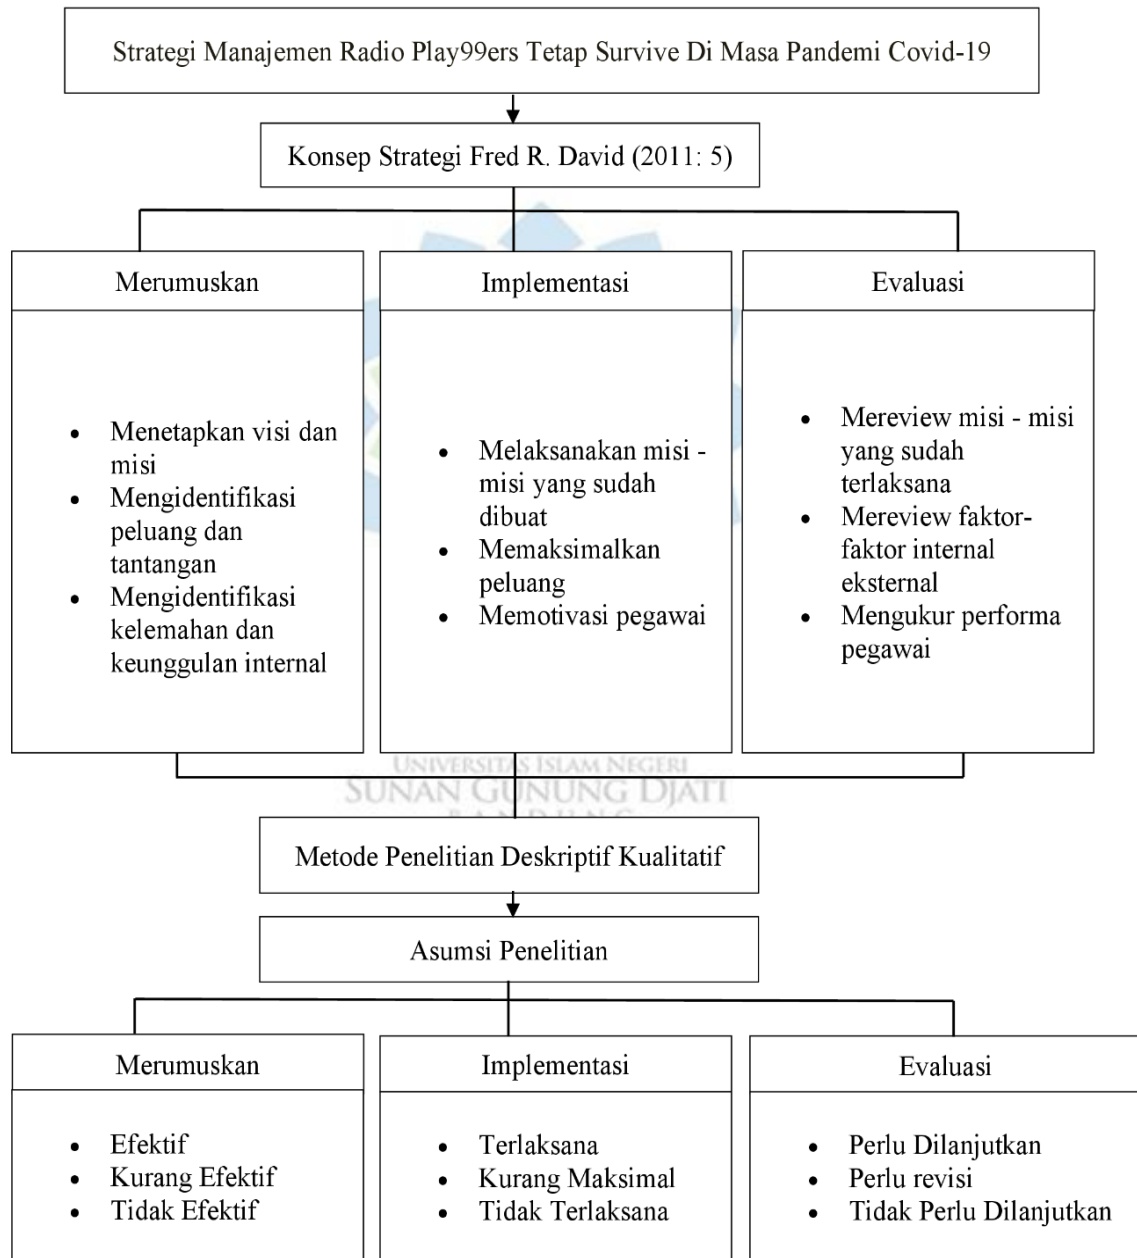 Strategi Manajemen Radio Play99ers Tetap Survive Di Masa Pandemi Covid-19
Konsep Strategi Fred R. David (2011: 5)
Merumuskan
• Menetapkan visi dan
misi
• Mengidentifikasi
peluang dan
tantangan
• Mengidentifikasi
kelemahan dan
keunggulan internal
Implementasi
• Melaksanakan misi -
misi yang sudah
dibuat
• Memaksimalkan
peluang
• Memotivasi pegawai
Evaluasi
• Mereview misi - misi
yang sudah
terlaksana
• Mereview faktor-
faktor internal
eksternal
• Mengukur performa
pegawai
UNIVERSITAS ISLAM NEGERI
SUNAN GUNUNG DJATI
BANDUNG
Metode Penelitian Deskriptif Kualitatif
Asumsi Penelitian
Merumuskan
• Efektif
• Kurang Efektif
• Tidak Efektif
Implementasi
• Terlaksana
• Kurang Maksimal
• Tidak Terlaksana
Evaluasi
• Perlu Dilanjutkan
• Perlu revisi
• Tidak Perlu Dilanjutkan